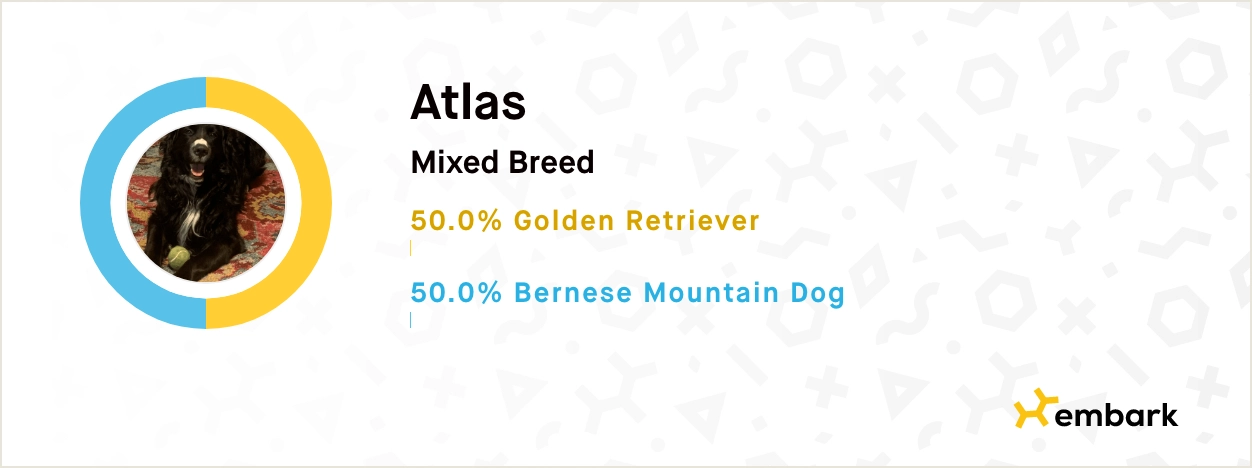 Atlas
Mixed Breed
50.0% Golden Retriever
50.0% Bernese Mountain Dog
embark